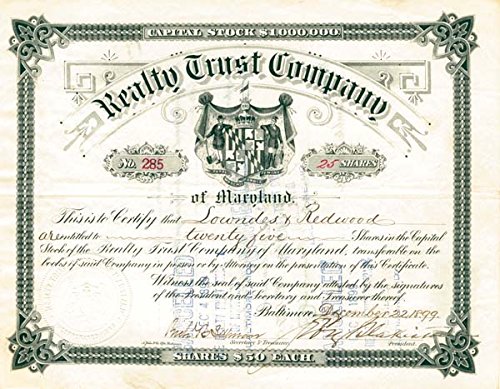 CAPITAL STOCK $1,000,000.
Realty Trust Company
No. 285
25 SHARES
of Maryland.
This is to Certify that Lowndes & Redwood
are entitled to twenty five Shares in the Capital
Stock of the Realty Trust Company of Maryland, transferable on the
books of said Company in person or by Attorney on the presentation of this Certificate.
Witness the seal of said Company attested by the signatures
of the President and Secretary and Treasurer thereof.
Baltimore, December 22 1899
Secretary & Treasurer.
President.
SHARES $50 EACH.